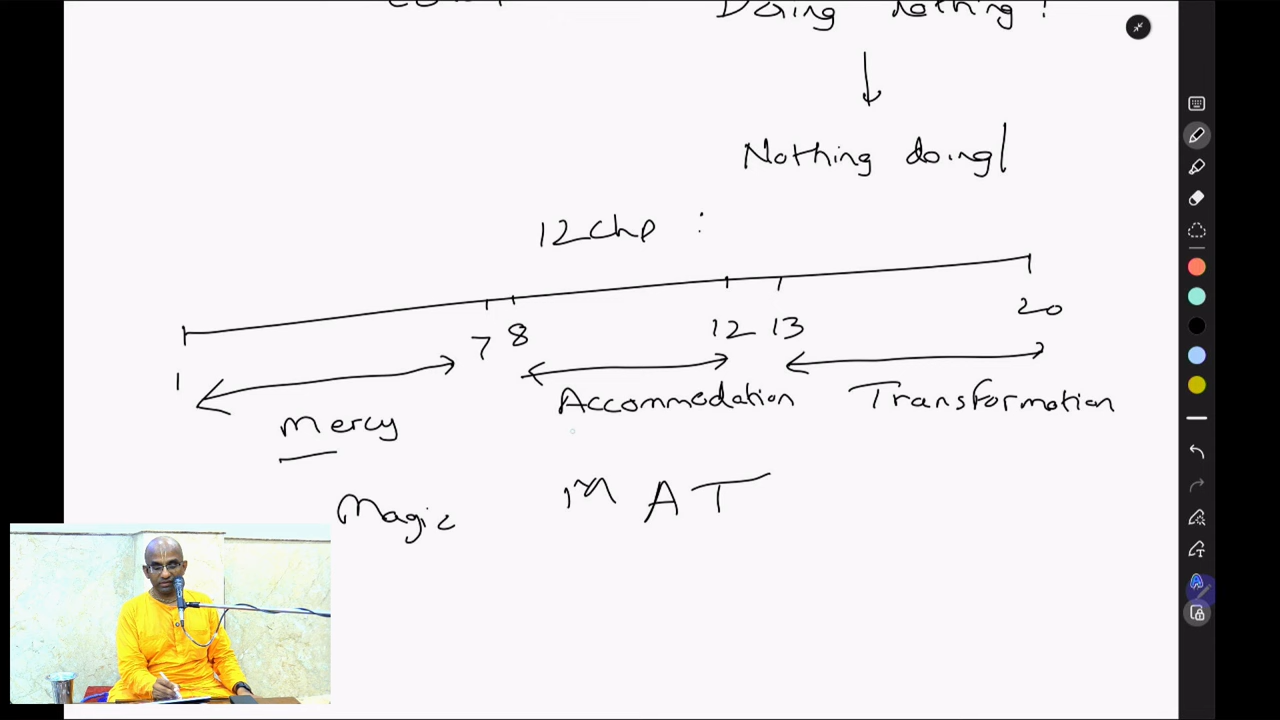 Doing nothing!
Nothing doing|
12 Chp :
1 7 8 12 13 20
Mercy Accommodation Transformation
Magic M A T